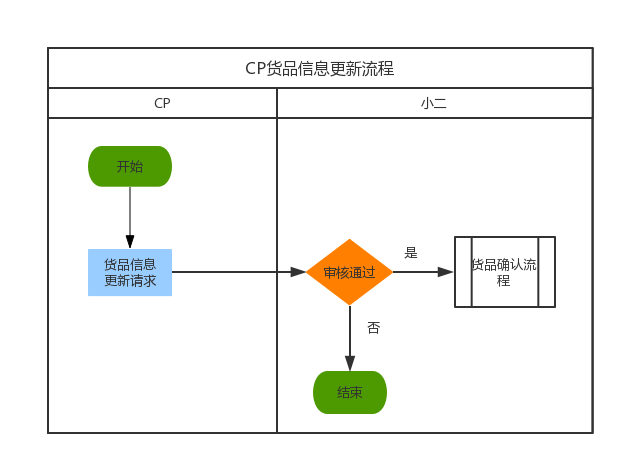 CP货品信息更新流程
CP
小二
开始
货品信息
更新请求
审核通过
是
货品确认流
程
否
结束